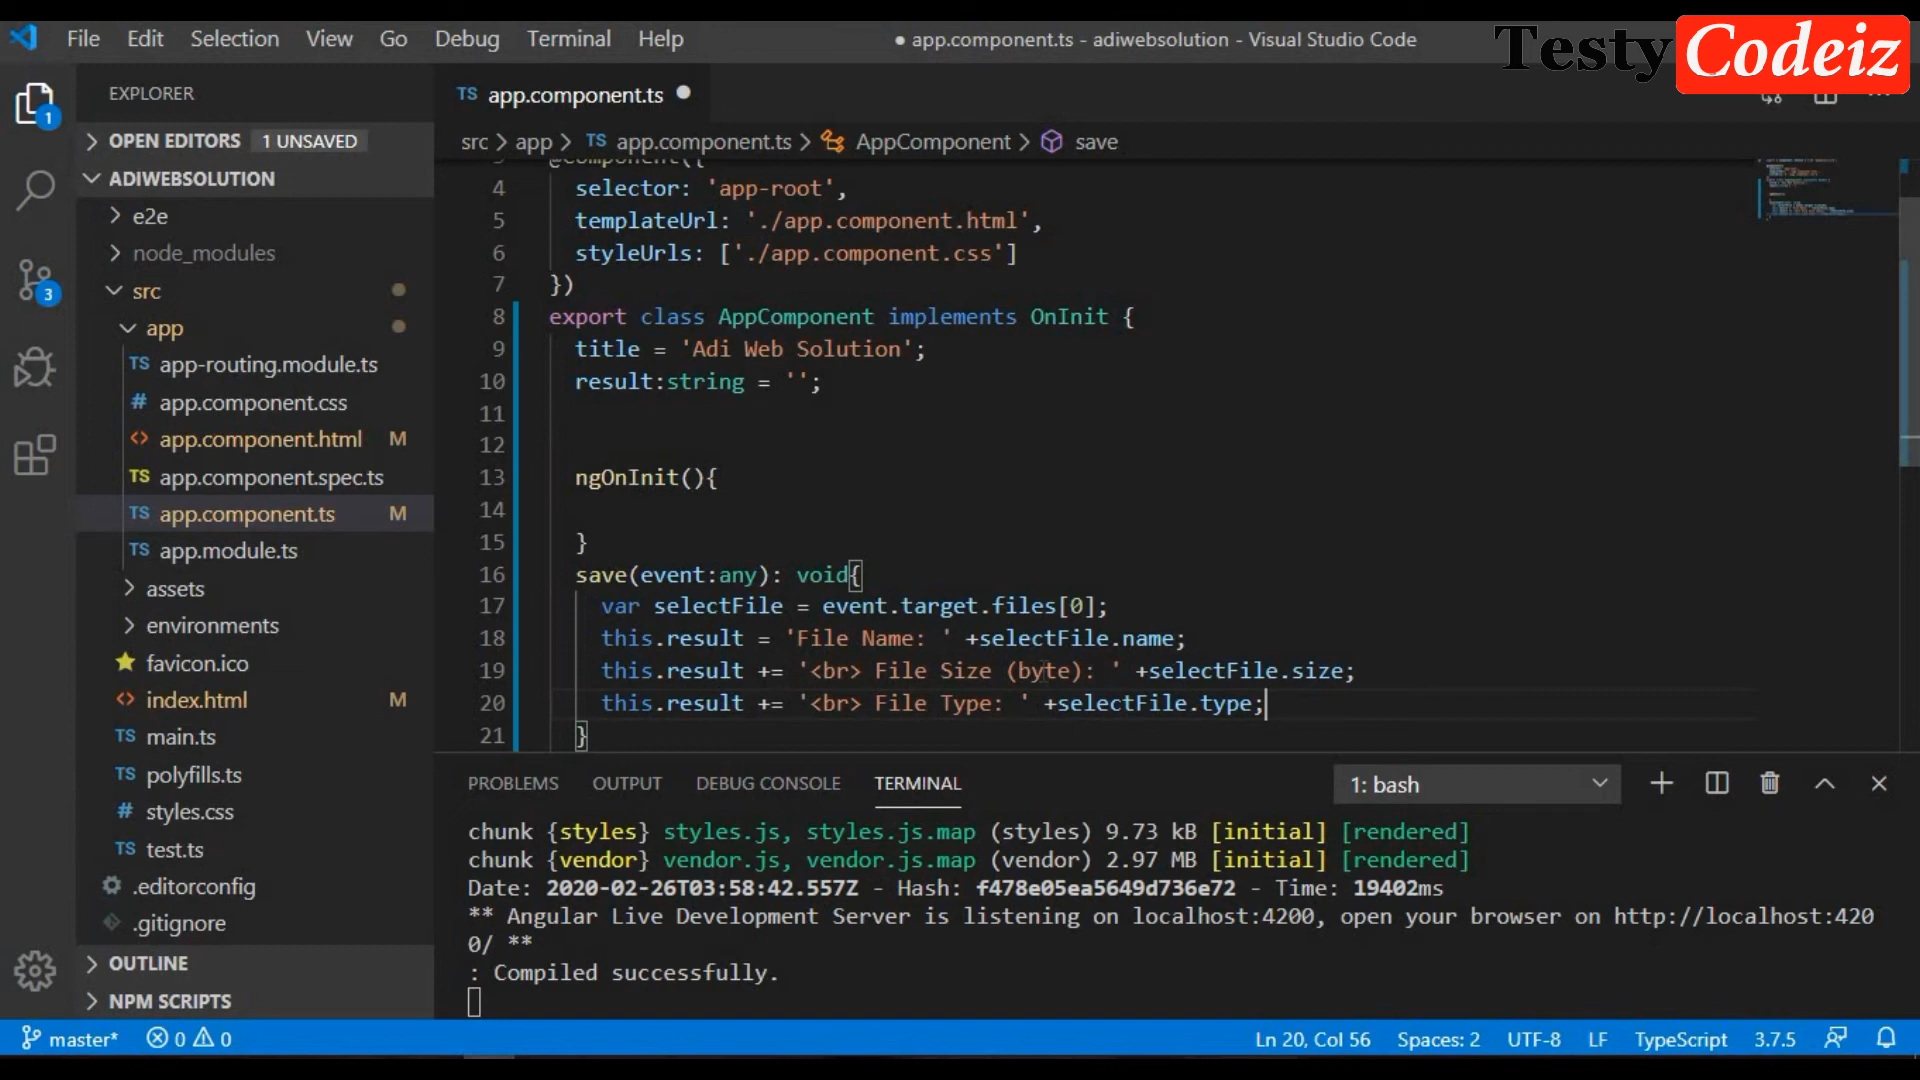 Testy Codeiz
File Edit Selection View Go Debug Terminal Help
● app.component.ts - adiwebsolution - Visual Studio Code
EXPLORER
OPEN EDITORS 1 UNSAVED
ADIWEBSOLUTION
e2e
node_modules
src
app
TS app-routing.module.ts
# app.component.css
<> app.component.html M
TS app.component.spec.ts
TS app.component.ts M
TS app.module.ts
assets
environments
favicon.ico
<> index.html M
TS main.ts
TS polyfills.ts
# styles.css
TS test.ts
.editorconfig
.gitignore
OUTLINE
NPM SCRIPTS
1
3
TS app.component.ts ●
src > app > TS app.component.ts > AppComponent > save
@Component({
4 selector: 'app-root',
5 templateUrl: './app.component.html',
6 styleUrls: ['./app.component.css']
7 })
8 export class AppComponent implements OnInit {
9 title = 'Adi Web Solution';
10 result:string = '';
11
12
13 ngOnInit(){
14
15 }
16 save(event:any): void{
17 var selectFile = event.target.files[0];
18 this.result = 'File Name: ' +selectFile.name;
19 this.result += '<br> File Size (byte): ' +selectFile.size;
20 this.result += '<br> File Type: ' +selectFile.type;
21 }
PROBLEMS OUTPUT DEBUG CONSOLE TERMINAL 1: bash
chunk {styles} styles.js, styles.js.map (styles) 9.73 kB [initial] [rendered]
chunk {vendor} vendor.js, vendor.js.map (vendor) 2.97 MB [initial] [rendered]
Date: 2020-02-26T03:58:42.557Z - Hash: f478e05ea5649d736e72 - Time: 19402ms
** Angular Live Development Server is listening on localhost:4200, open your browser on http://localhost:420
0/ **
: Compiled successfully.
master* 0 0 Ln 20, Col 56 Spaces: 2 UTF-8 LF TypeScript 3.7.5